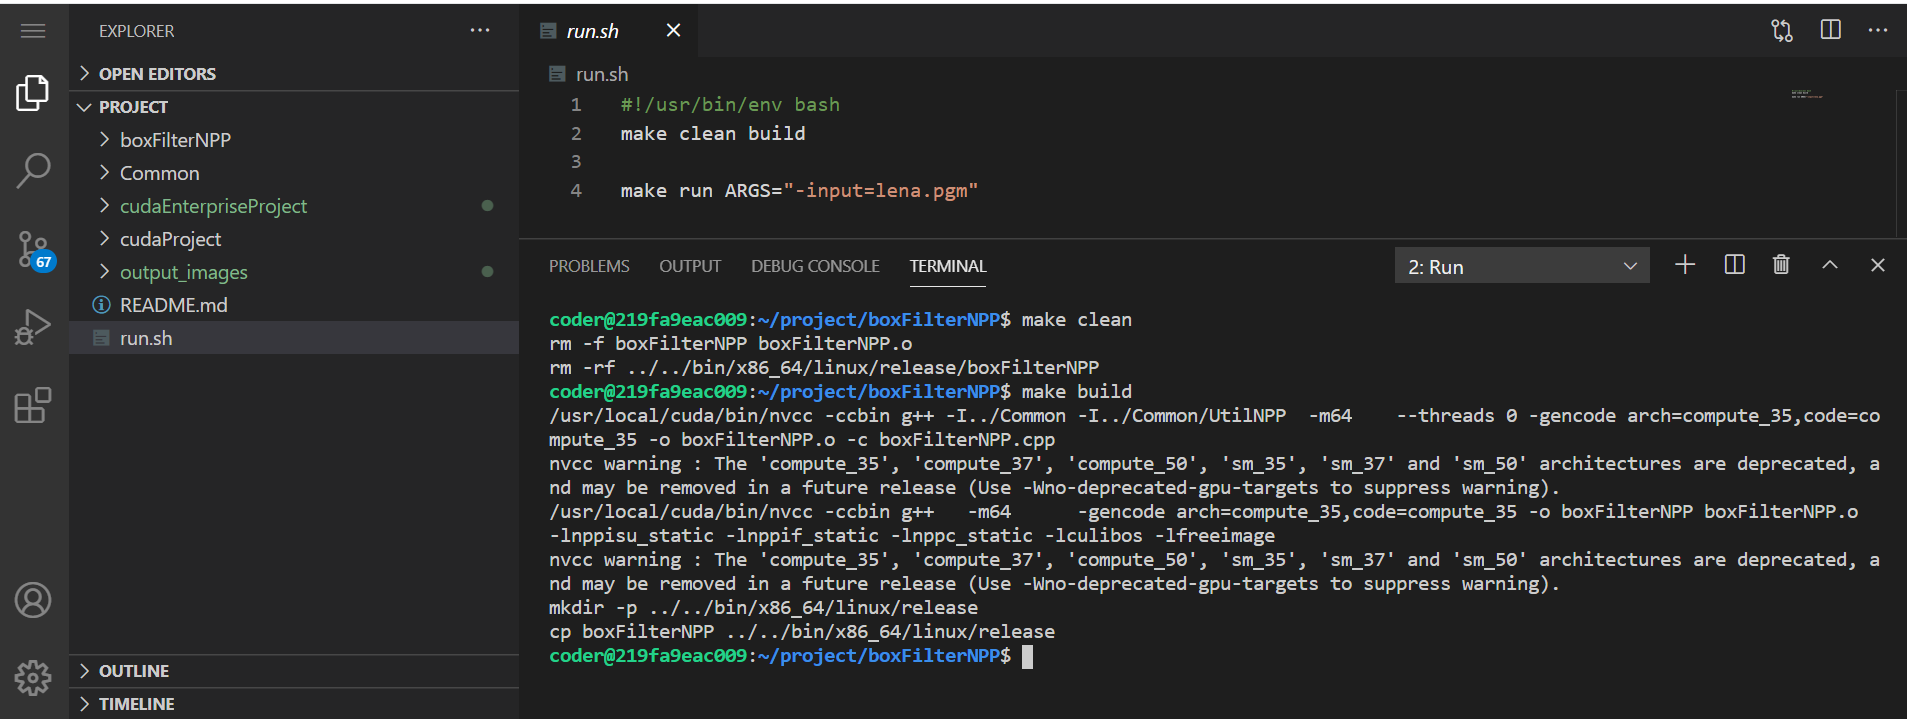 EXPLORER
OPEN EDITORS
PROJECT
boxFilterNPP
Common
cudaEnterpriseProject
cudaProject
output_images
README.md
run.sh
67
OUTLINE
TIMELINE
run.sh
run.sh
1 #!/usr/bin/env bash
2 make clean build
3
4 make run ARGS="-input=lena.pgm"
PROBLEMS OUTPUT DEBUG CONSOLE TERMINAL
2: Run
coder@219fa9eac009:~/project/boxFilterNPP$ make clean
rm -f boxFilterNPP boxFilterNPP.o
rm -rf ../../bin/x86_64/linux/release/boxFilterNPP
coder@219fa9eac009:~/project/boxFilterNPP$ make build
/usr/local/cuda/bin/nvcc -ccbin g++ -I../Common -I../Common/UtilNPP  -m64    --threads 0 -gencode arch=compute_35,code=co
mpute_35 -o boxFilterNPP.o -c boxFilterNPP.cpp
nvcc warning : The 'compute_35', 'compute_37', 'compute_50', 'sm_35', 'sm_37' and 'sm_50' architectures are deprecated, a
nd may be removed in a future release (Use -Wno-deprecated-gpu-targets to suppress warning).
/usr/local/cuda/bin/nvcc -ccbin g++   -m64      -gencode arch=compute_35,code=compute_35 -o boxFilterNPP boxFilterNPP.o
-lnppisu_static -lnppif_static -lnppc_static -lculibos -lfreeimage
nvcc warning : The 'compute_35', 'compute_37', 'compute_50', 'sm_35', 'sm_37' and 'sm_50' architectures are deprecated, a
nd may be removed in a future release (Use -Wno-deprecated-gpu-targets to suppress warning).
mkdir -p ../../bin/x86_64/linux/release
cp boxFilterNPP ../../bin/x86_64/linux/release
coder@219fa9eac009:~/project/boxFilterNPP$